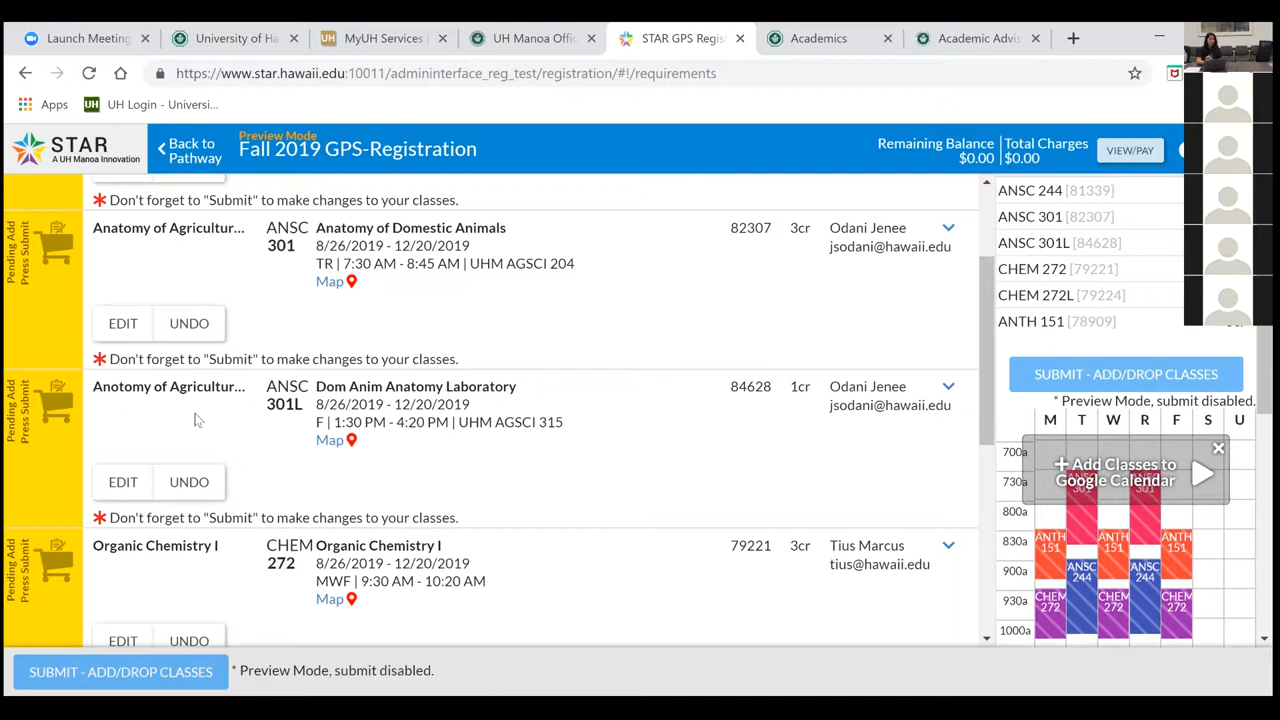 Launch Meeting
University of Ha
MyUH Services
UH Manoa Offic
STAR GPS Regis
Academics
Academic Advis
https://www.star.hawaii.edu:10011/admininterface_reg_test/registration/#!/requirements
Apps
UH
UH Login - Universi...
STAR
A UH Manoa Innovation
Back to
Pathway
Preview Mode
Fall 2019 GPS-Registration
Remaining Balance
$0.00
Total Charges
$0.00
VIEW/PAY
* Don't forget to "Submit" to make changes to your classes.
Pending Add
Press Submit
Anatomy of Agricultur...
ANSC
301
Anatomy of Domestic Animals
8/26/2019 - 12/20/2019
TR | 7:30 AM - 8:45 AM | UHM AGSCI 204
Map
82307
3cr
Odani Jenee
jsodani@hawaii.edu
EDIT
UNDO
* Don't forget to "Submit" to make changes to your classes.
Pending Add
Press Submit
Anotomy of Agricultur...
ANSC
301L
Dom Anim Anatomy Laboratory
8/26/2019 - 12/20/2019
F | 1:30 PM - 4:20 PM | UHM AGSCI 315
Map
84628
1cr
Odani Jenee
jsodani@hawaii.edu
EDIT
UNDO
* Don't forget to "Submit" to make changes to your classes.
Pending Add
Press Submit
Organic Chemistry I
CHEM
272
Organic Chemistry I
8/26/2019 - 12/20/2019
MWF | 9:30 AM - 10:20 AM
Map
79221
3cr
Tius Marcus
tius@hawaii.edu
EDIT
UNDO
SUBMIT - ADD/DROP CLASSES
* Preview Mode, submit disabled.
ANSC 244 [81339]
ANSC 301 [82307]
ANSC 301L [84628]
CHEM 272 [79221]
CHEM 272L [79224]
ANTH 151 [78909]
SUBMIT - ADD/DROP CLASSES
* Preview Mode, submit disabled.
M T W R F S U
700a
+ Add Classes to
Google Calendar
730a
ANSC
301
ANSC
301
800a
830a
ANTH
151
ANTH
151
ANTH
151
900a
ANSC
244
ANSC
244
930a
CHEM
272
CHEM
272
CHEM
272
1000a